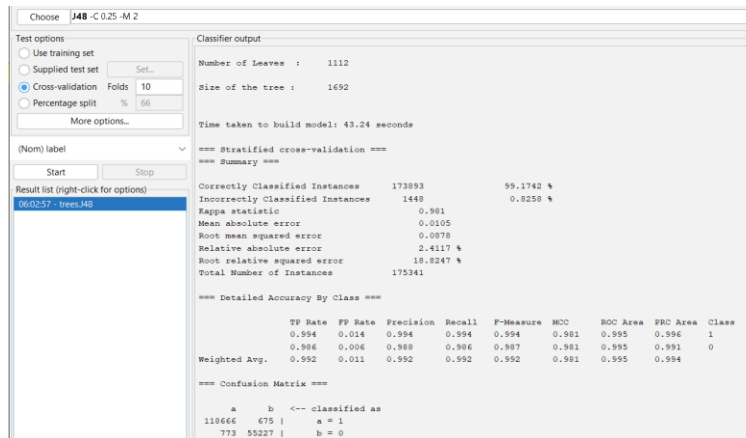 Choose J48 -C 0.25 -M 2
Test options
Use training set
Supplied test set Set...
Cross-validation Folds 10
Percentage split % 66
More options...
(Nom) label
Start Stop
Result list (right-click for options)
06:02:57 - trees.J48
Classifier output
Number of Leaves : 1112
Size of the tree : 1692
Time taken to build model: 43.24 seconds
=== Stratified cross-validation ===
=== Summary ===
Correctly Classified Instances 173893 99.1742 %
Incorrectly Classified Instances 1448 0.8258 %
Kappa statistic 0.981
Mean absolute error 0.0105
Root mean squared error 0.0878
Relative absolute error 2.4117 %
Root relative squared error 18.8247 %
Total Number of Instances 175341
=== Detailed Accuracy By Class ===
TP Rate FP Rate Precision Recall F-Measure MCC ROC Area PRC Area Class
0.994 0.014 0.994 0.994 0.994 0.981 0.995 0.996 1
0.986 0.006 0.988 0.986 0.987 0.981 0.995 0.991 0
Weighted Avg. 0.992 0.011 0.992 0.992 0.992 0.981 0.995 0.994
=== Confusion Matrix ===
a b <-- classified as
118666 675 | a = 1
773 55227 | b = 0